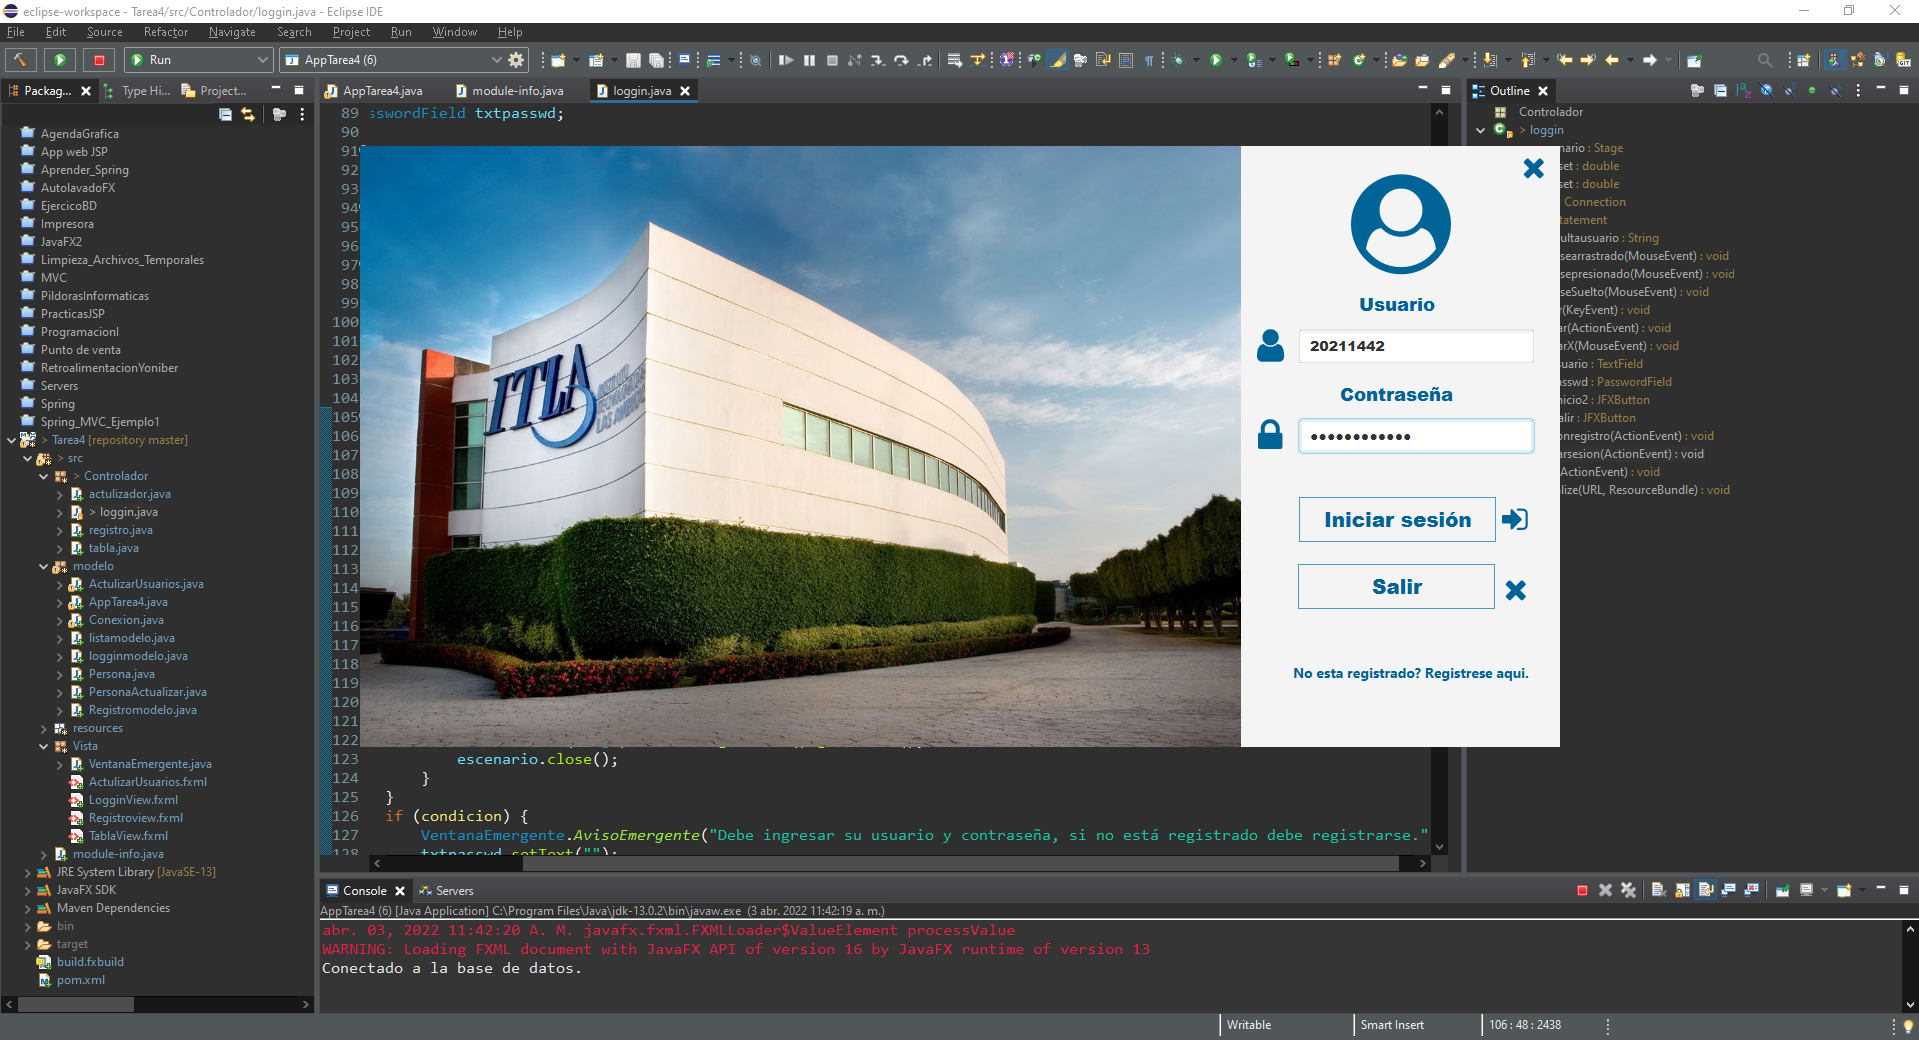 eclipse-workspace - Tarea4/src/Controlador/loggin.java - Eclipse IDE
File Edit Source Refactor Navigate Search Project Run Window Help
Run
AppTarea4 (6)
Packag...
Type Hi...
Project...
AgendaGrafica
App web JSP
Aprender_Spring
AutolavadoFX
EjercicoBD
Impresora
JavaFX2
Limpieza_Archivos_Temporales
MVC
PildorasInformaticas
PracticasJSP
ProgramacionI
Punto de venta
RetroalimentacionYoniber
Servers
Spring
Spring_MVC_Ejemplo1
> Tarea4 [repository master]
> src
> Controlador
actulizador.java
> loggin.java
registro.java
tabla.java
modelo
ActulizarUsuarios.java
AppTarea4.java
Conexion.java
listamodelo.java
logginmodelo.java
Persona.java
PersonaActualizar.java
Registromodelo.java
resources
Vista
VentanaEmergente.java
ActulizarUsuarios.fxml
LogginView.fxml
Registroview.fxml
TablaView.fxml
module-info.java
JRE System Library [JavaSE-13]
JavaFX SDK
Maven Dependencies
bin
target
build.fxbuild
pom.xml
AppTarea4.java
module-info.java
loggin.java
89 sswordField txtpasswd;
90
91
92
93
94
95
96
97
98
99
100
101
102
103
104
105
106
107
108
109
110
111
112
113
114
115
116
117
118
119
120
121
122
123 escenario.close();
124 }
125 }
126 if (condicion) {
127 VentanaEmergente.AvisoEmergente("Debe ingresar su usuario y contraseña, si no está registrado debe registrarse."
128 txtpasswd.setText("");
ITLA
LAS AMÉRICAS
Usuario
20211442
Contraseña
••••••••••••
Iniciar sesión
Salir
No esta registrado? Registrese aqui.
Outline
Controlador
> loggin
nario : Stage
set : double
set : double
Connection
tatement
ultausuario : String
searrastrado(MouseEvent) : void
sepresionado(MouseEvent) : void
seSuelto(MouseEvent) : void
r(KeyEvent) : void
ar(ActionEvent) : void
arX(MouseEvent) : void
suario : TextField
asswd : PasswordField
nicio2 : JFXButton
alir : JFXButton
onregistro(ActionEvent) : void
arsesion(ActionEvent) : void
(ActionEvent) : void
lize(URL, ResourceBundle) : void
Console
Servers
AppTarea4 (6) [Java Application] C:\Program Files\Java\jdk-13.0.2\bin\javaw.exe (3 abr. 2022 11:42:19 a. m.)
abr. 03, 2022 11:42:20 A. M. javafx.fxml.FXMLLoader$ValueElement processValue
WARNING: Loading FXML document with JavaFX API of version 16 by JavaFX runtime of version 13
Conectado a la base de datos.
Writable
Smart Insert
106 : 48 : 2438